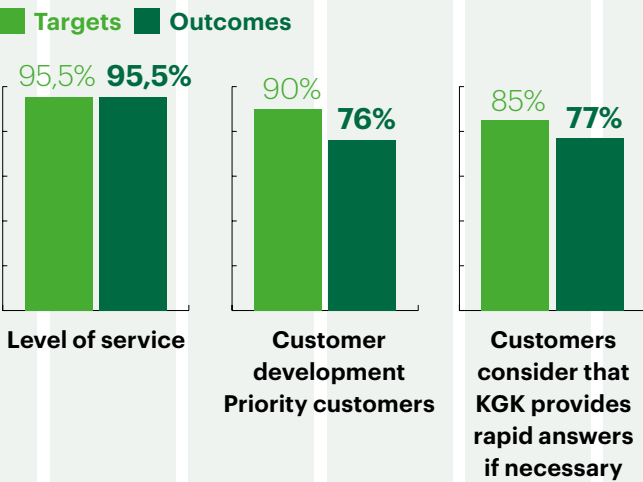 Targets Outcomes
95,5% 95,5%
Level of service
90%
76%
Customer
development
Priority customers
85%
77%
Customers
consider that
KGK provides
rapid answers
if necessary